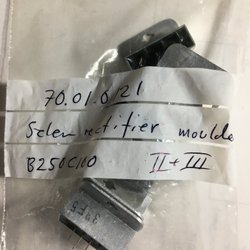 70.01.0121
Selen rectifier moulded
B250C100 II+III